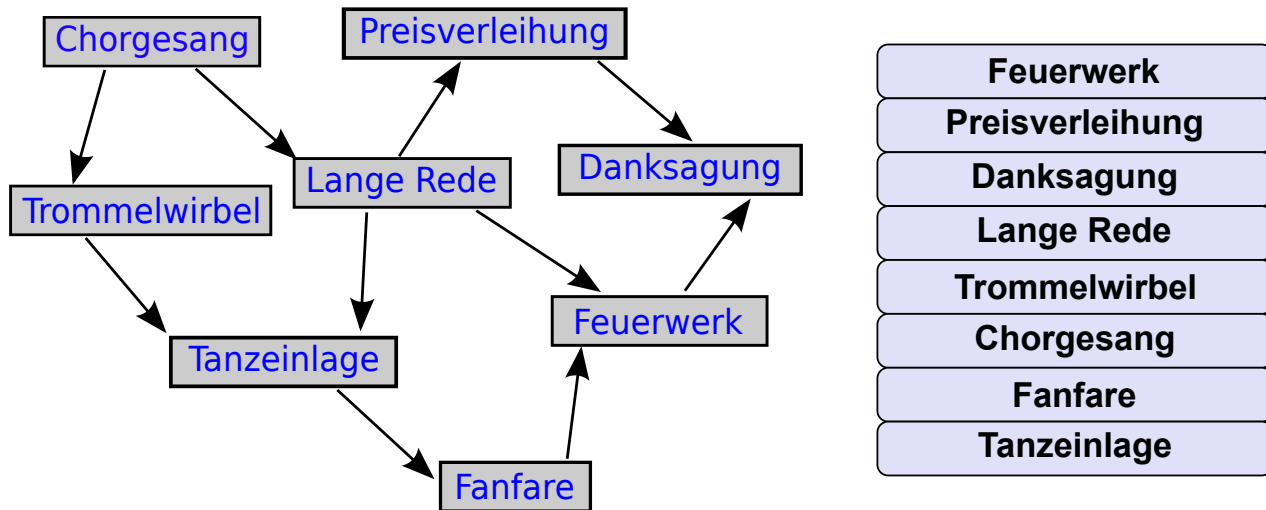 Chorgesang
Preisverleihung
Lange Rede
Danksagung
Trommelwirbel
Feuerwerk
Tanzeinlage
Fanfare
Feuerwerk
Preisverleihung
Danksagung
Lange Rede
Trommelwirbel
Chorgesang
Fanfare
Tanzeinlage